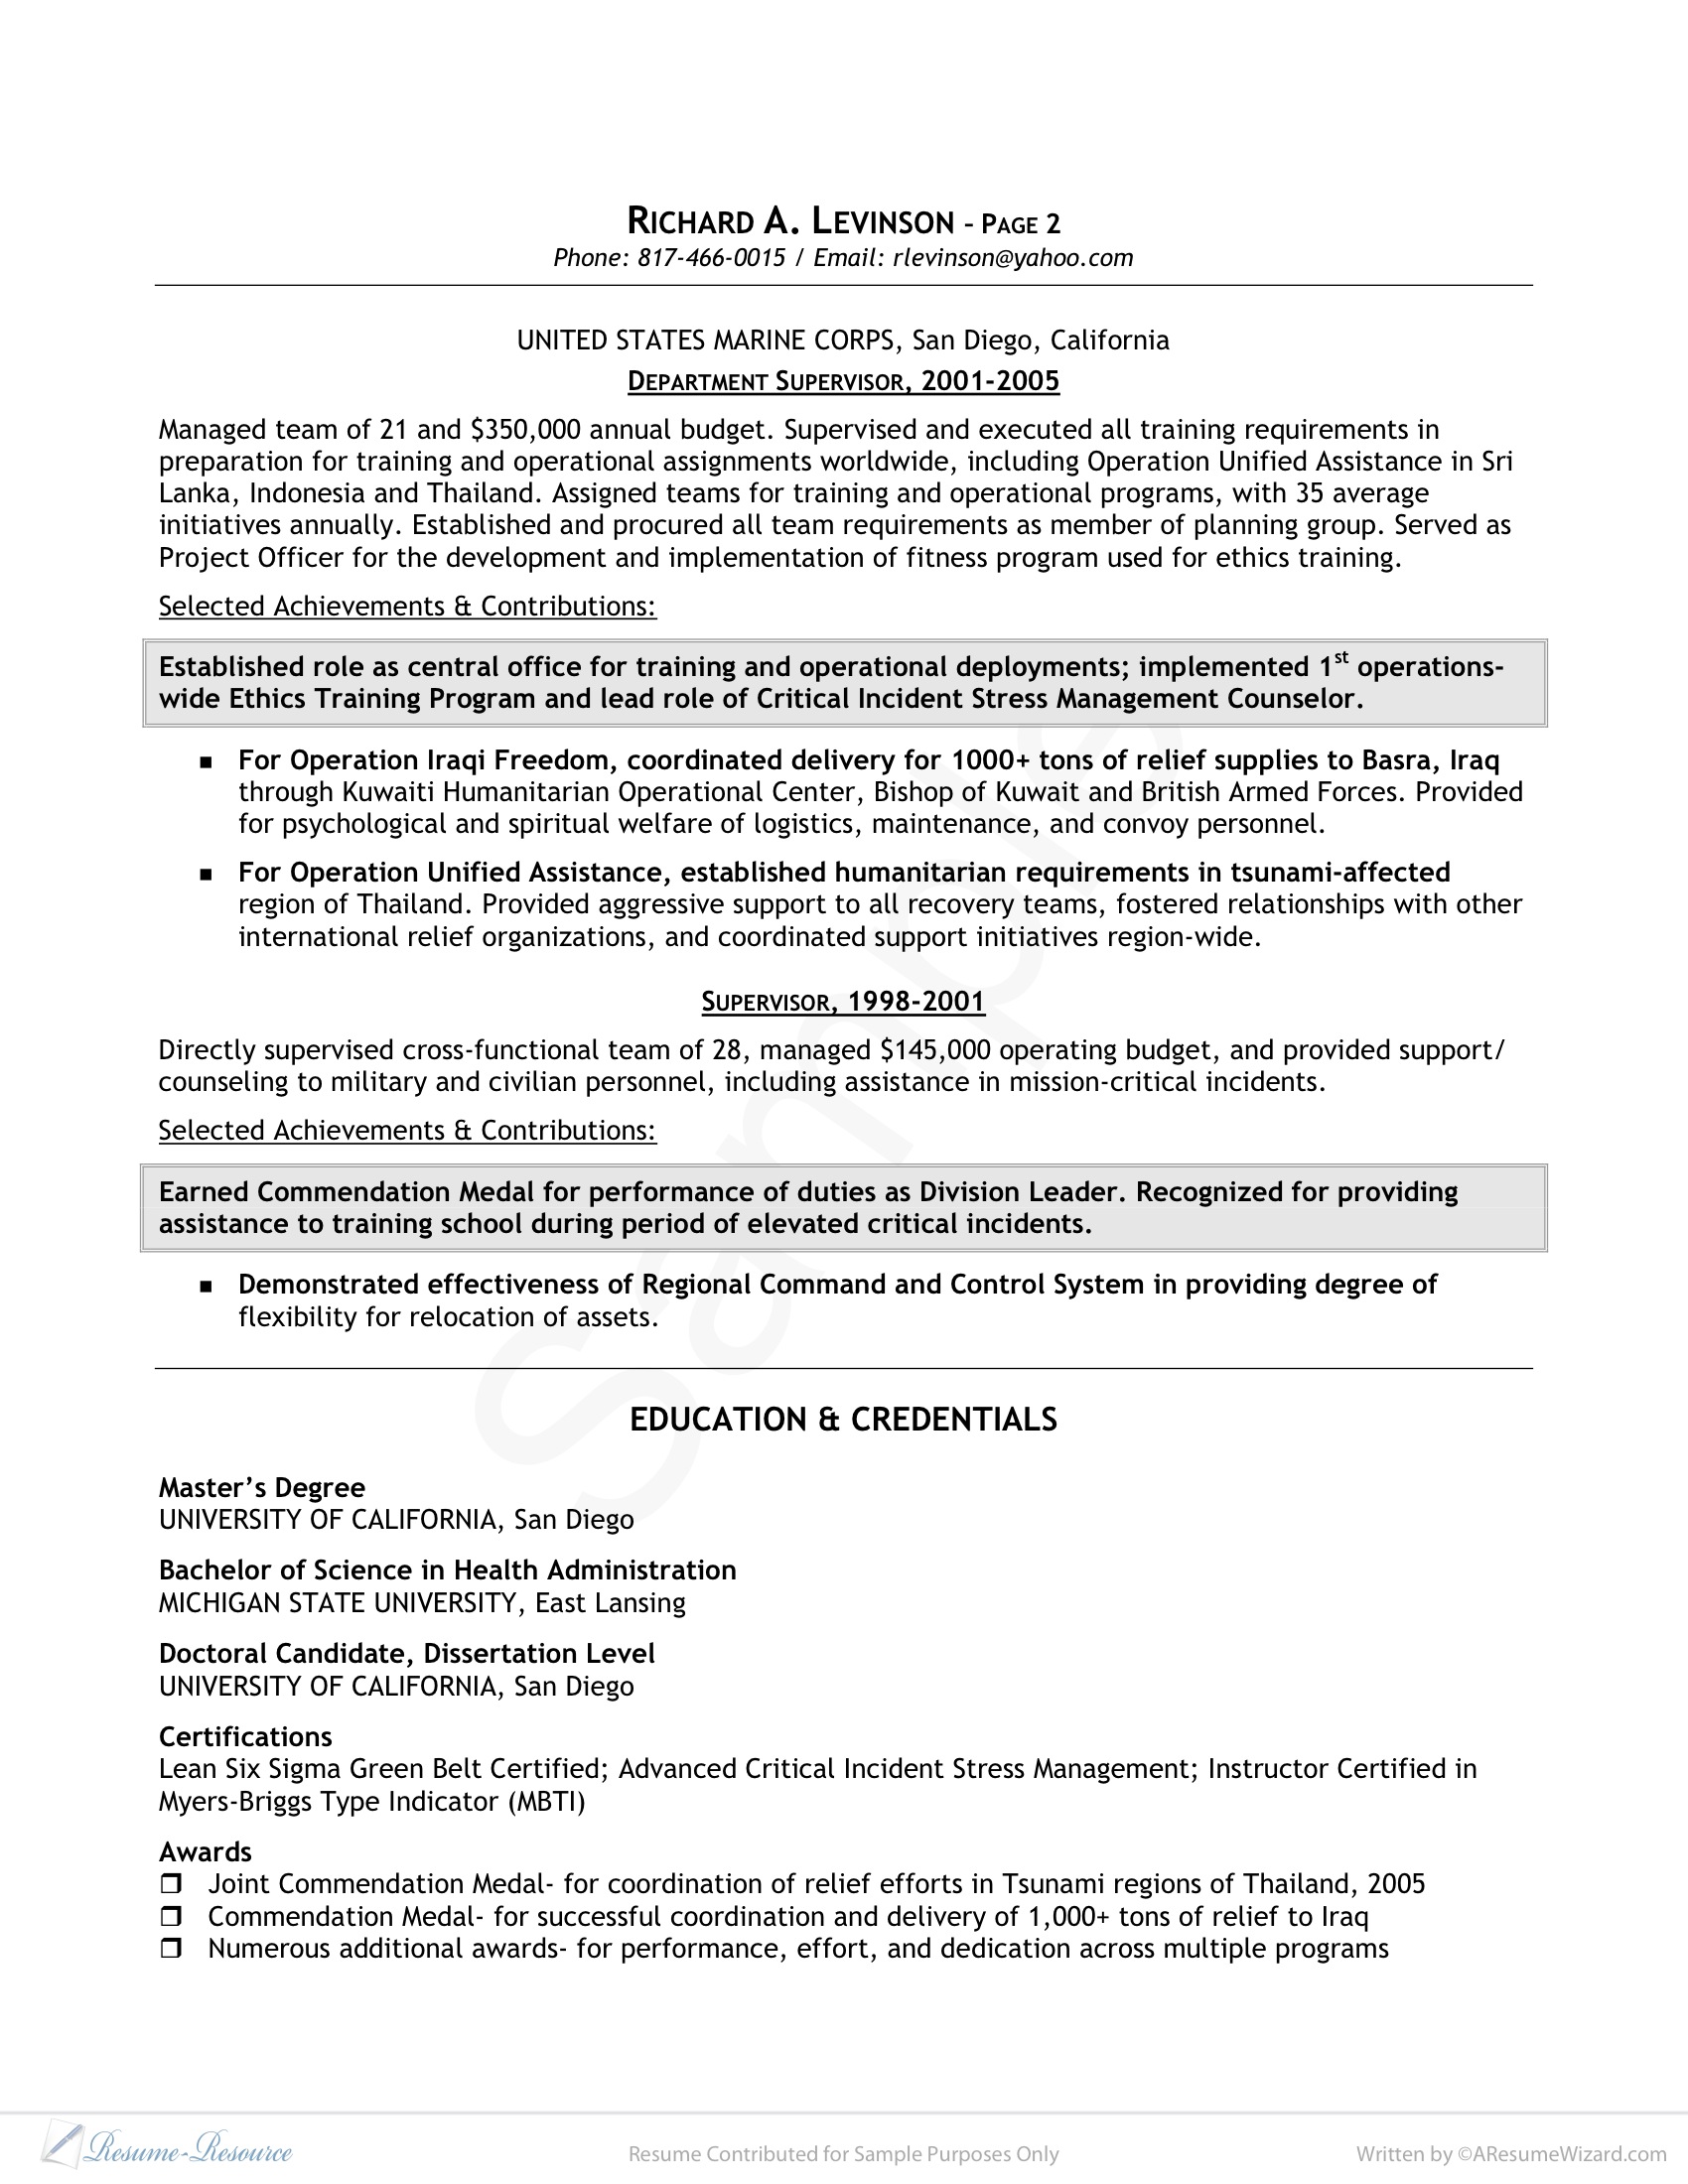 RICHARD A. LEVINSON - PAGE 2
Phone: 817-466-0015 / Email: rlevinson@yahoo.com
UNITED STATES MARINE CORPS, San Diego, California
DEPARTMENT SUPERVISOR, 2001-2005
Managed team of 21 and $350,000 annual budget. Supervised and executed all training requirements in
preparation for training and operational assignments worldwide, including Operation Unified Assistance in Sri
Lanka, Indonesia and Thailand. Assigned teams for training and operational programs, with 35 average
initiatives annually. Established and procured all team requirements as member of planning group. Served as
Project Officer for the development and implementation of fitness program used for ethics training.
Selected Achievements & Contributions:
Established role as central office for training and operational deployments; implemented 1st operations-
wide Ethics Training Program and lead role of Critical Incident Stress Management Counselor.
▪ For Operation Iraqi Freedom, coordinated delivery for 1000+ tons of relief supplies to Basra, Iraq
through Kuwaiti Humanitarian Operational Center, Bishop of Kuwait and British Armed Forces. Provided
for psychological and spiritual welfare of logistics, maintenance, and convoy personnel.
▪ For Operation Unified Assistance, established humanitarian requirements in tsunami-affected
region of Thailand. Provided aggressive support to all recovery teams, fostered relationships with other
international relief organizations, and coordinated support initiatives region-wide.
SUPERVISOR, 1998-2001
Directly supervised cross-functional team of 28, managed $145,000 operating budget, and provided support/
counseling to military and civilian personnel, including assistance in mission-critical incidents.
Selected Achievements & Contributions:
Earned Commendation Medal for performance of duties as Division Leader. Recognized for providing
assistance to training school during period of elevated critical incidents.
▪ Demonstrated effectiveness of Regional Command and Control System in providing degree of
flexibility for relocation of assets.
Sample
EDUCATION & CREDENTIALS
Master’s Degree
UNIVERSITY OF CALIFORNIA, San Diego
Bachelor of Science in Health Administration
MICHIGAN STATE UNIVERSITY, East Lansing
Doctoral Candidate, Dissertation Level
UNIVERSITY OF CALIFORNIA, San Diego
Certifications
Lean Six Sigma Green Belt Certified; Advanced Critical Incident Stress Management; Instructor Certified in
Myers-Briggs Type Indicator (MBTI)
Awards
❒ Joint Commendation Medal- for coordination of relief efforts in Tsunami regions of Thailand, 2005
❒ Commendation Medal- for successful coordination and delivery of 1,000+ tons of relief to Iraq
❒ Numerous additional awards- for performance, effort, and dedication across multiple programs
Resume-Resource
Resume Contributed for Sample Purposes Only
Written by ©AResumeWizard.com